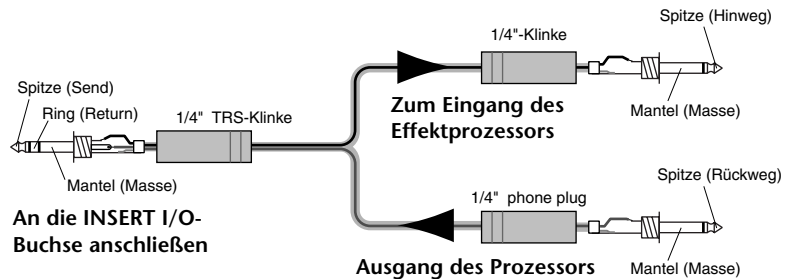 Spitze (Hinweg)
1/4"-Klinke
Spitze (Send)
Ring (Return)
1/4" TRS-Klinke
Zum Eingang des
Effektprozessors
Mantel (Masse)
Mantel (Masse)
Spitze (Rückweg)
1/4" phone plug
An die INSERT I/O-
Buchse anschließen
Ausgang des Prozessors
Mantel (Masse)